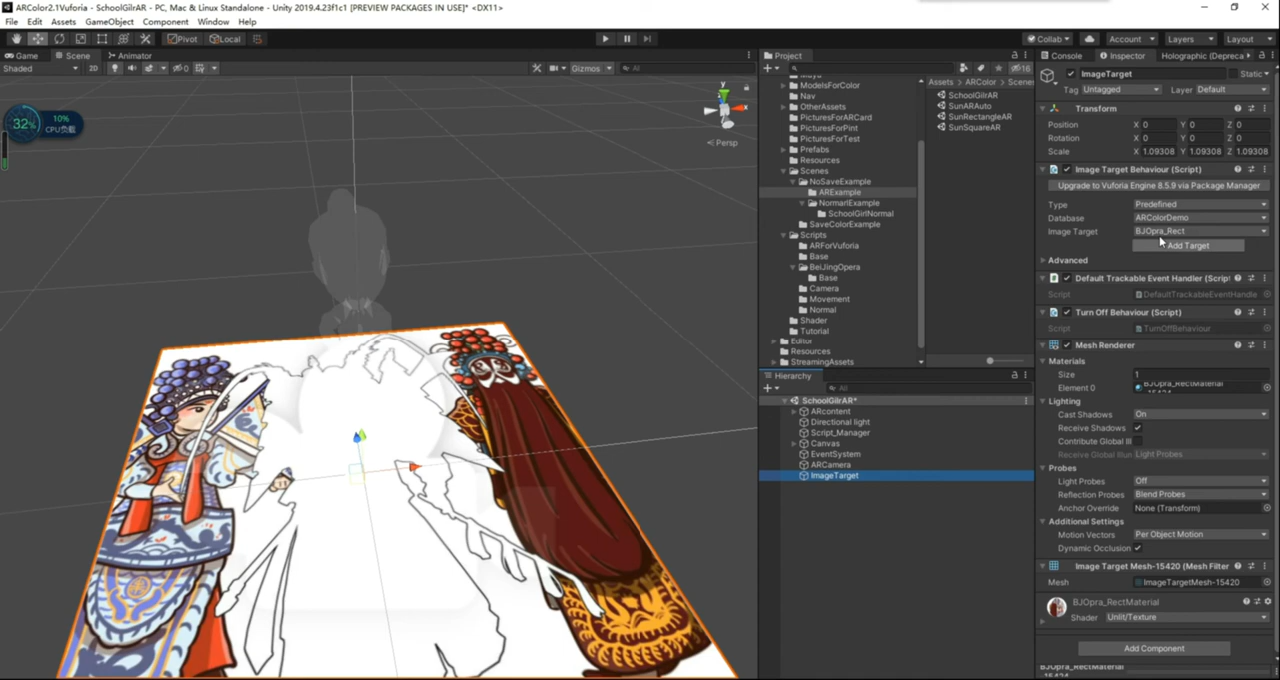 ARColor2.1Vuforia - SchoolGilrAR - PC, Mac & Linux Standalone - Unity 2019.4.23f1c1 [PREVIEW PACKAGES IN USE]* <DX11>
File Edit Assets GameObject Component Window Help
Pivot Local Collab Account Layers Layout
Game Scene Animator
Shaded 2D 0 Gizmos All
32%
10%
CPU负载
y
x
Persp
Project
16
ModelsForColor
Nav
OtherAssets
PicturesForARCard
PicturesForPint
PicturesForTest
Prefabs
Resources
Scenes
NoSaveExample
ARExample
NormarlExample
SchoolGirlNormal
SaveColorExample
Scripts
ARForVuforia
Base
BeiJingOpera
Base
Camera
Movement
Normal
Shader
Tutorial
Editor
Resources
StreamingAssets
Assets ARColor Scenes
SchoolGilrAR
SunARAuto
SunRectangleAR
SunSquareAR
Hierarchy
All
SchoolGilrAR*
ARcontent
Directional light
Script_Manager
Canvas
EventSystem
ARCamera
ImageTarget
Console Inspector Holographic (Depreca
ImageTarget Static
Tag Untagged Layer Default
Transform
Position X 0 Y 0 Z 0
Rotation X 0 Y 0 Z 0
Scale X 1.09308 Y 1.09308 Z 1.09308
Image Target Behaviour (Script)
Upgrade to Vuforia Engine 8.5.9 via Package Manager
Type Predefined
Database ARColorDemo
Image Target BJOpra_Rect
Add Target
Advanced
Default Trackable Event Handler (Script
Script DefaultTrackableEventHandle
Turn Off Behaviour (Script)
Script TurnOffBehaviour
Mesh Renderer
Materials
Size 1
Element 0 BJOpra_RectMaterial
Lighting
Cast Shadows On
Receive Shadows
Contribute Global Ill
Receive Global Illun Light Probes
Probes
Light Probes Off
Reflection Probes Blend Probes
Anchor Override None (Transform)
Additional Settings
Motion Vectors Per Object Motion
Dynamic Occlusion
Image Target Mesh-15420 (Mesh Filter
Mesh ImageTargetMesh-15420
BJOpra_RectMaterial
Shader Unlit/Texture
Add Component
BJOpra_RectMaterial